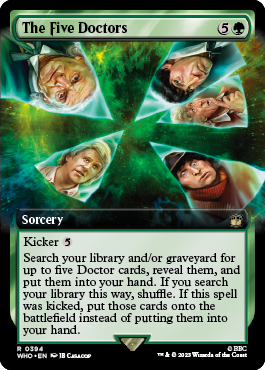 The Five Doctors 5
Sorcery
Kicker 5
Search your library and/or graveyard for
up to five Doctor cards, reveal them, and
put them into your hand. If you search
your library this way, shuffle. If this spell
was kicked, put those cards onto the
battlefield instead of putting them into
your hand.
R 0394 © BBC
WHO • EN JB Casacop ™ & © 2023 Wizards of the Coast